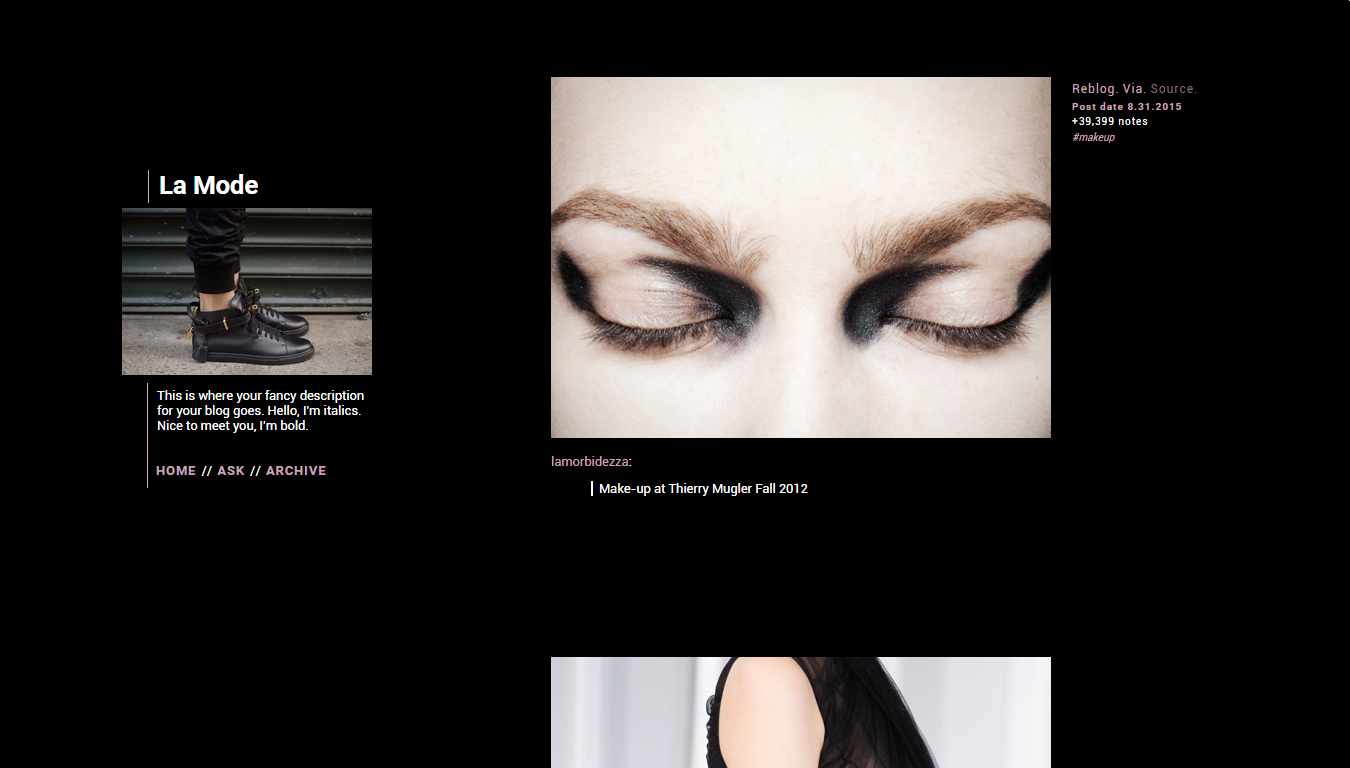 La Mode
This is where your fancy description
for your blog goes. Hello, I'm italics.
Nice to meet you, I'm bold.
HOME // ASK // ARCHIVE
lamorbidezza:
Make-up at Thierry Mugler Fall 2012
Reblog. Via. Source.
Post date 8.31.2015
+39,399 notes
#makeup